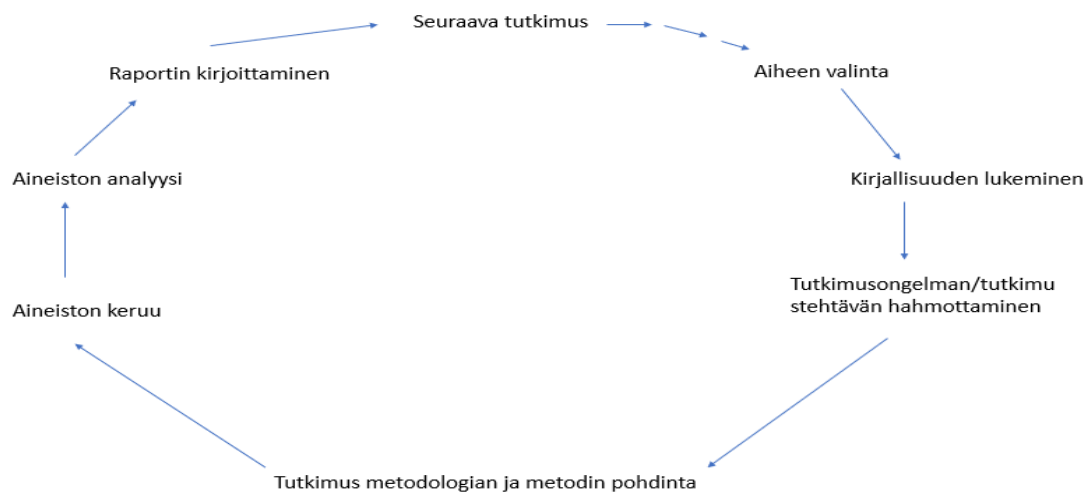 Seuraava tutkimus
Aiheen valinta
Kirjallisuuden lukeminen
Tutkimusongelman/tutkimu
stehtävän hahmottaminen
Tutkimus metodologian ja metodin pohdinta
Aineiston keruu
Aineiston analyysi
Raportin kirjoittaminen